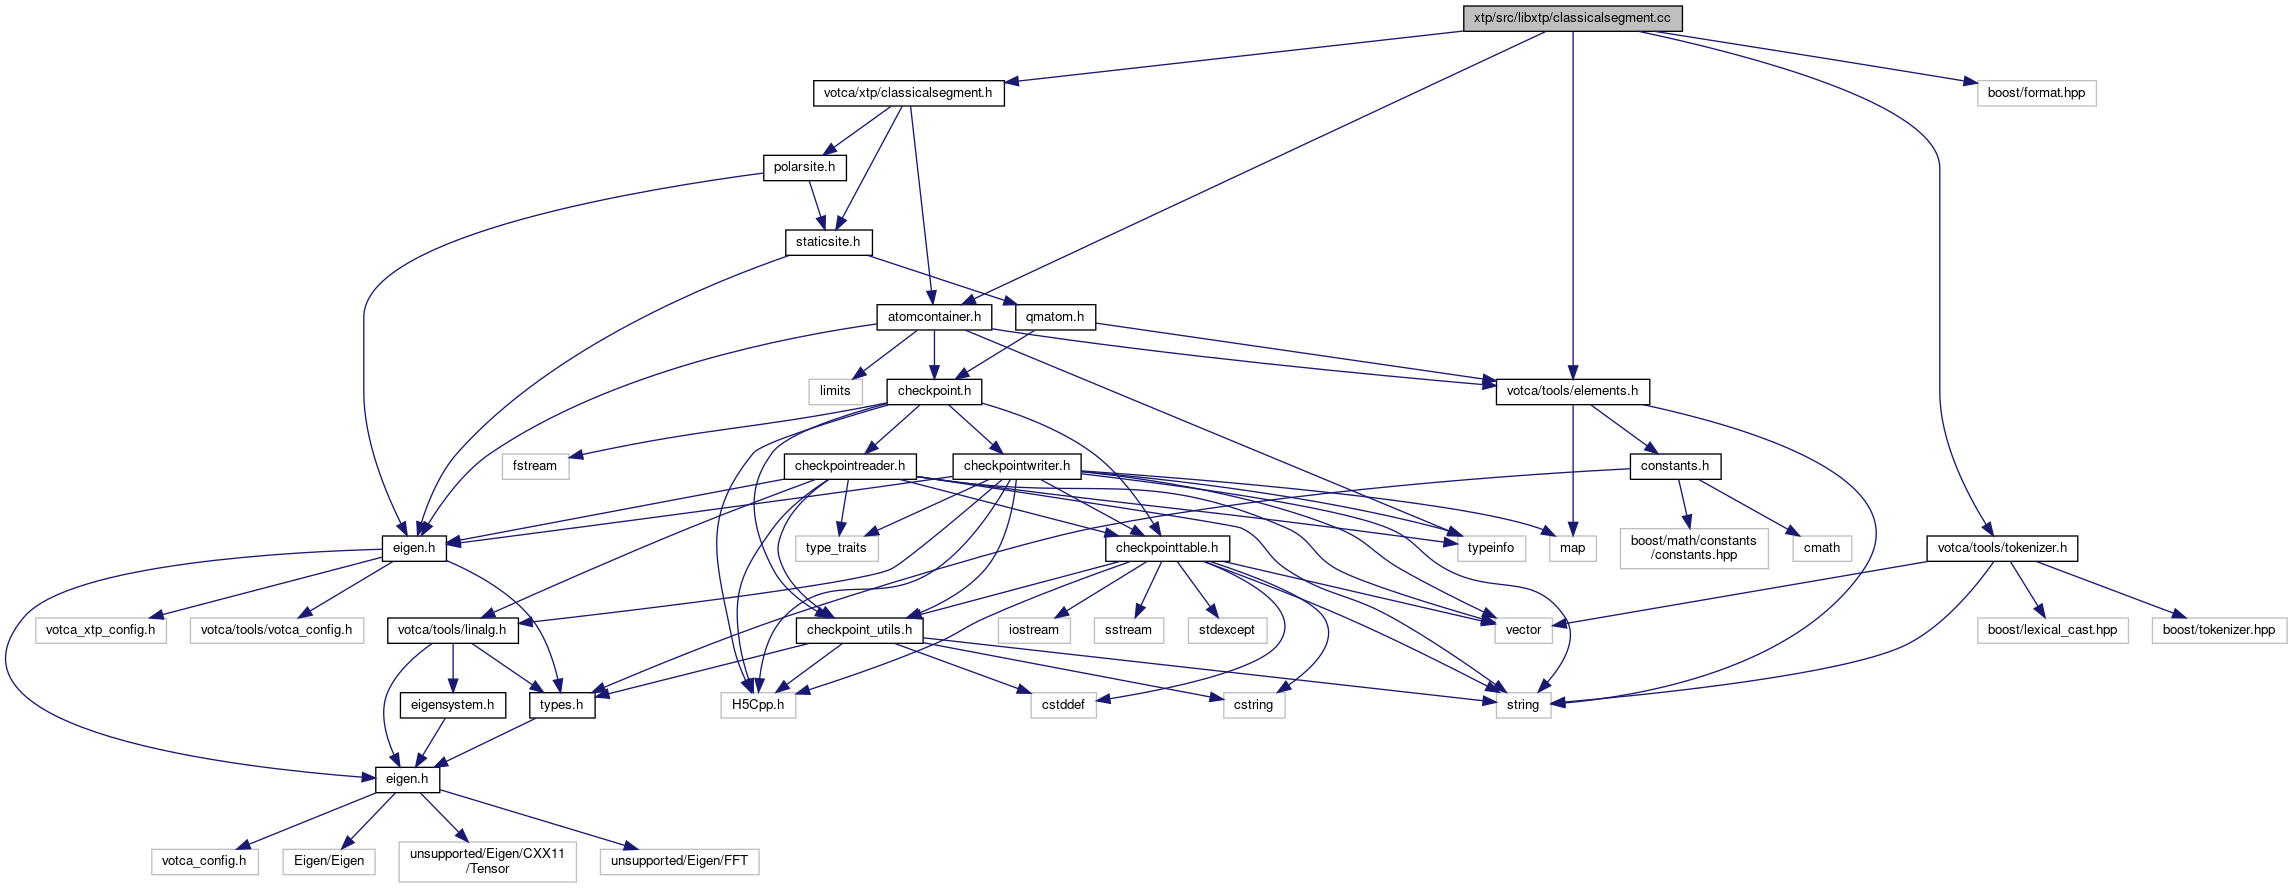 xtp/src/libxtp/classicalsegment.cc
votca/xtp/classicalsegment.h
boost/format.hpp
polarsite.h
staticsite.h
atomcontainer.h
qmatom.h
limits
checkpoint.h
votca/tools/elements.h
fstream
checkpointreader.h
checkpointwriter.h
constants.h
eigen.h
type_traits
checkpointtable.h
typeinfo
map
boost/math/constants
/constants.hpp
cmath
votca/tools/tokenizer.h
votca_xtp_config.h
votca/tools/votca_config.h
votca/tools/linalg.h
checkpoint_utils.h
iostream
sstream
stdexcept
vector
boost/lexical_cast.hpp
boost/tokenizer.hpp
eigensystem.h
types.h
H5Cpp.h
cstddef
cstring
string
eigen.h
votca_config.h
Eigen/Eigen
unsupported/Eigen/CXX11
/Tensor
unsupported/Eigen/FFT